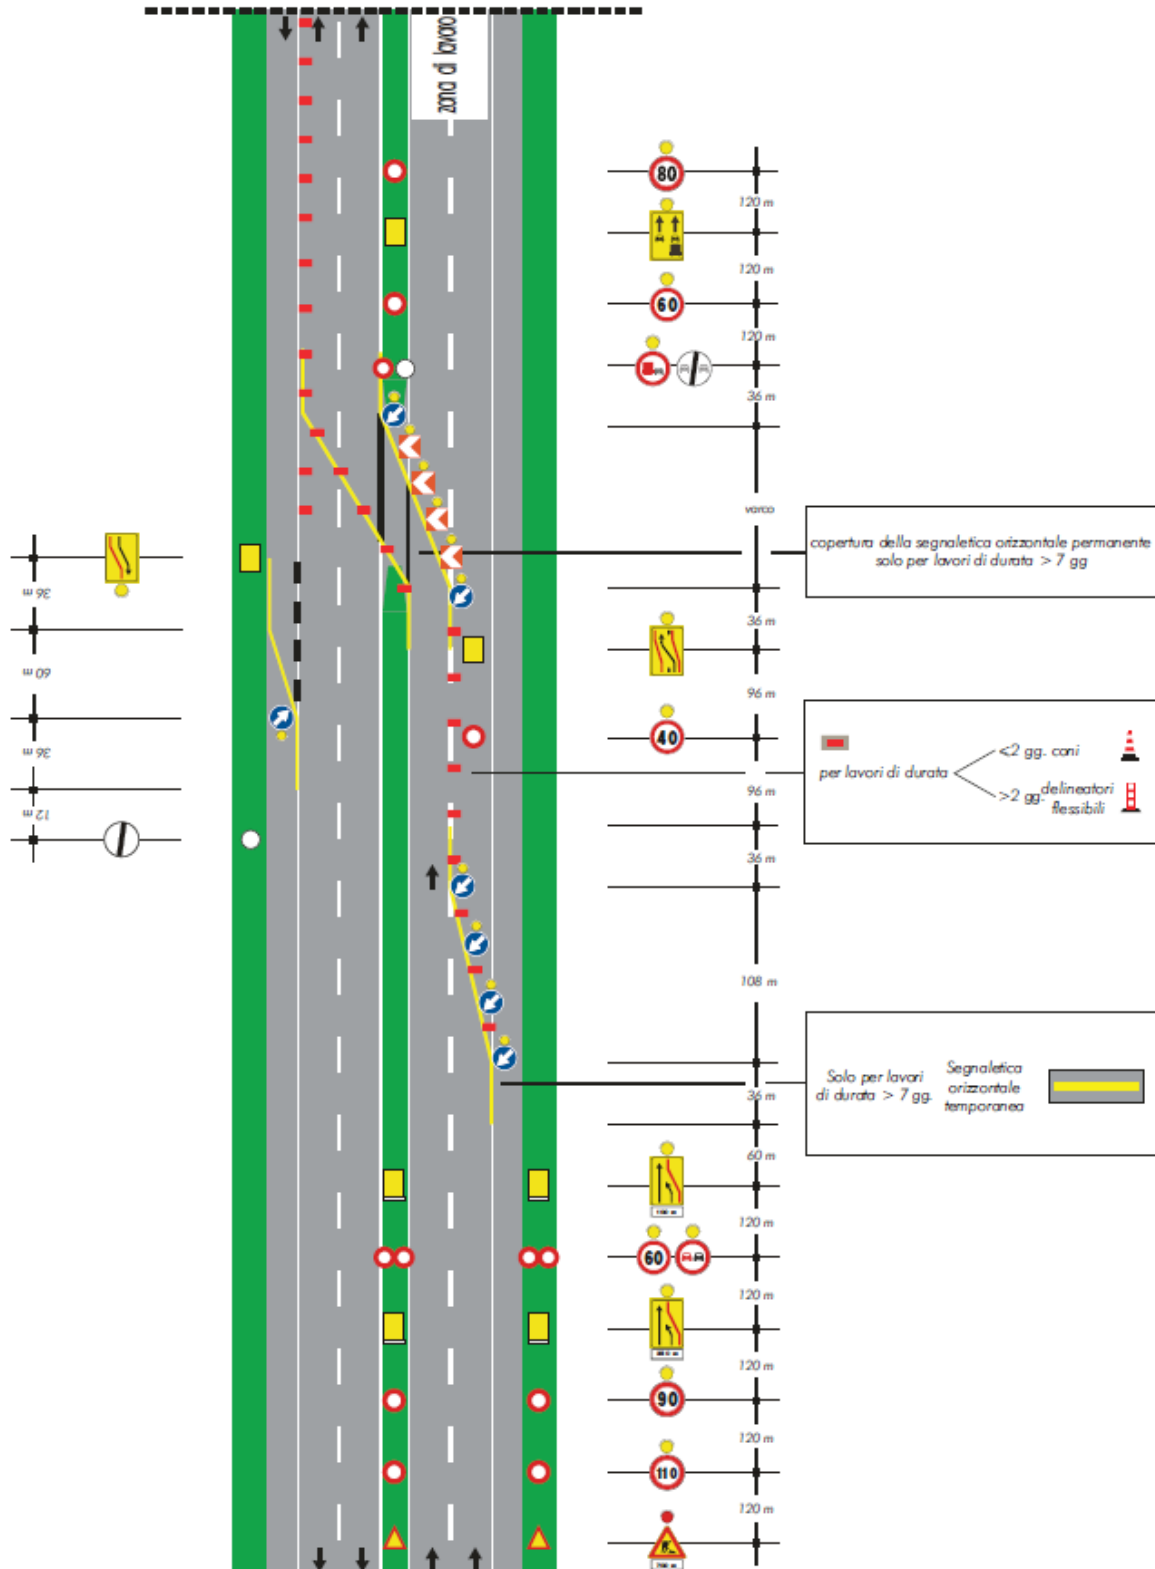 zona di lavoro
80
120 m
120 m
60
120 m
36 m
varco
copertura della segnaletica orizzontale permanente
solo per lavori di durata > 7 gg
36 m
36 m
60 m
96 m
40
36 m
per lavori di durata
<2 gg. coni
>2 gg. delineatori
flessibili
96 m
12 m
36 m
108 m
Solo per lavori
di durata > 7 gg.
Segnaletica
orizzontale
temporanea
36 m
60 m
120 m
60
120 m
120 m
90
120 m
110
120 m